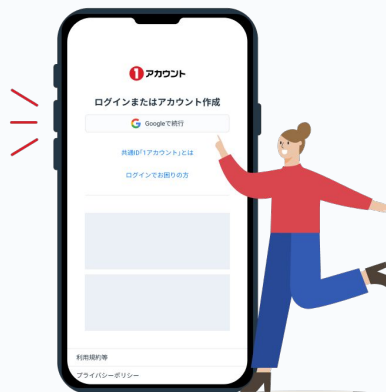 1 アカウント
ログインまたはアカウント作成
Googleで続行
共通ID「1アカウント」とは
ログインでお困りの方
利用規約等
プライバシーポリシー